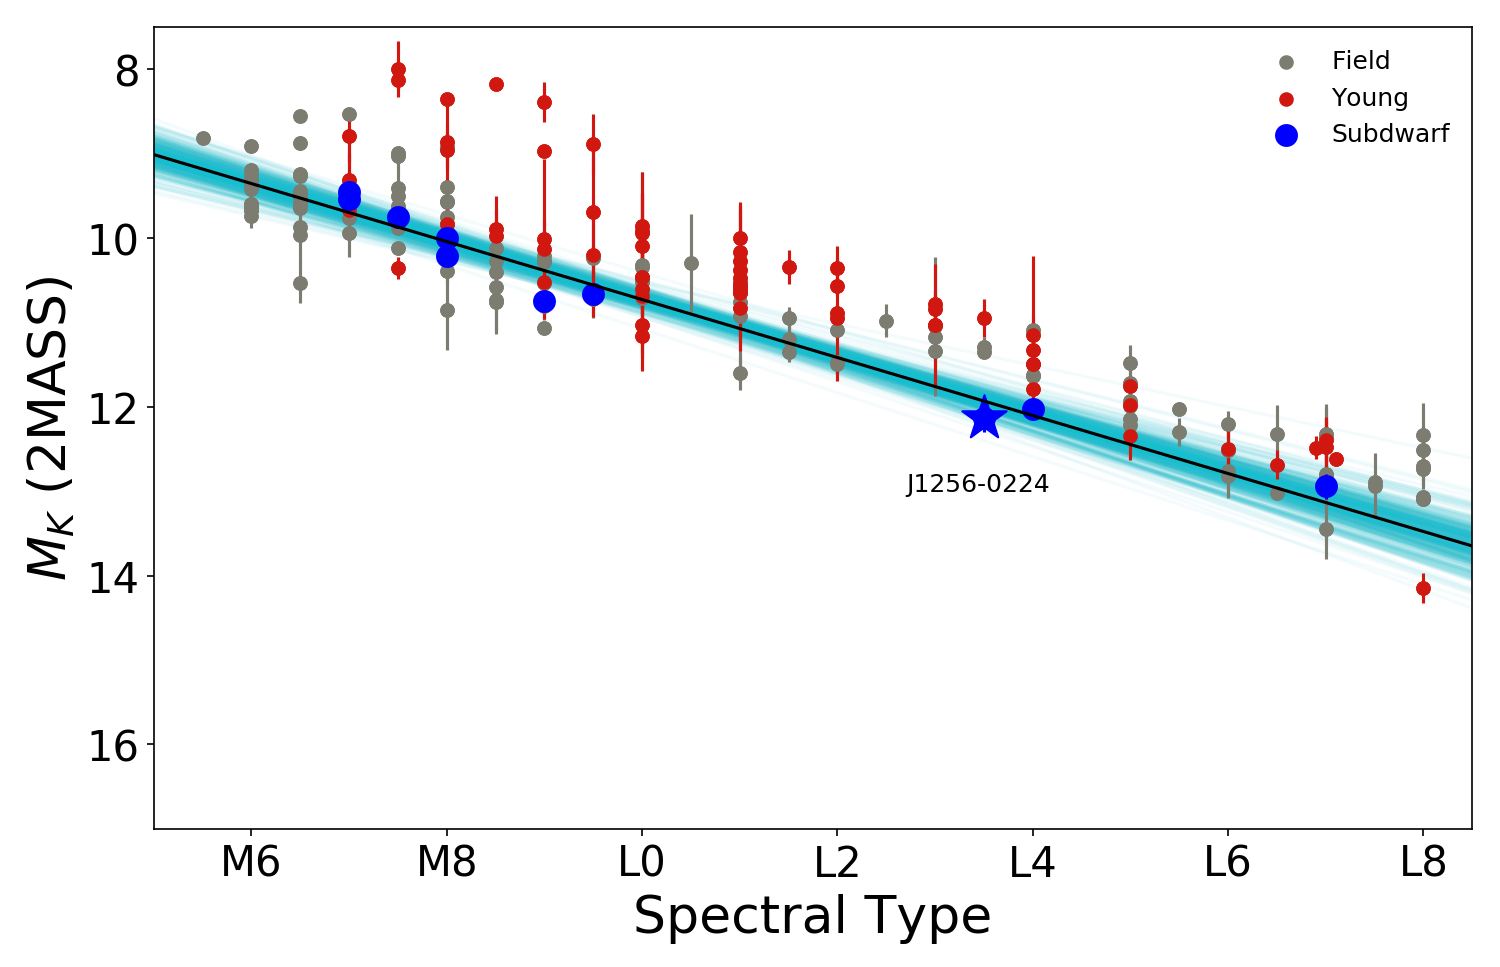 Field
Young
Subdwarf
8
10
12
14
16
M_K (2MASS)
J1256-0224
M6 M8 L0 L2 L4 L6 L8
Spectral Type